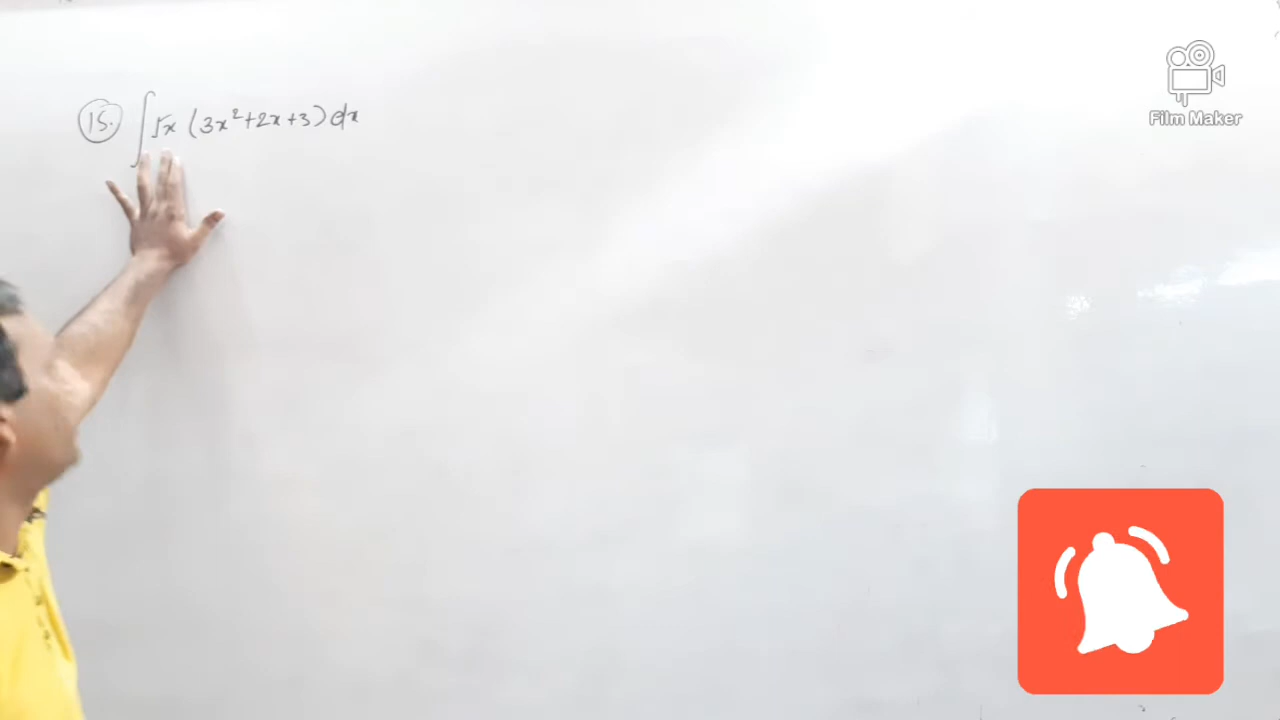 15. ∫ √x (3x²+2x+3) dx
Film Maker